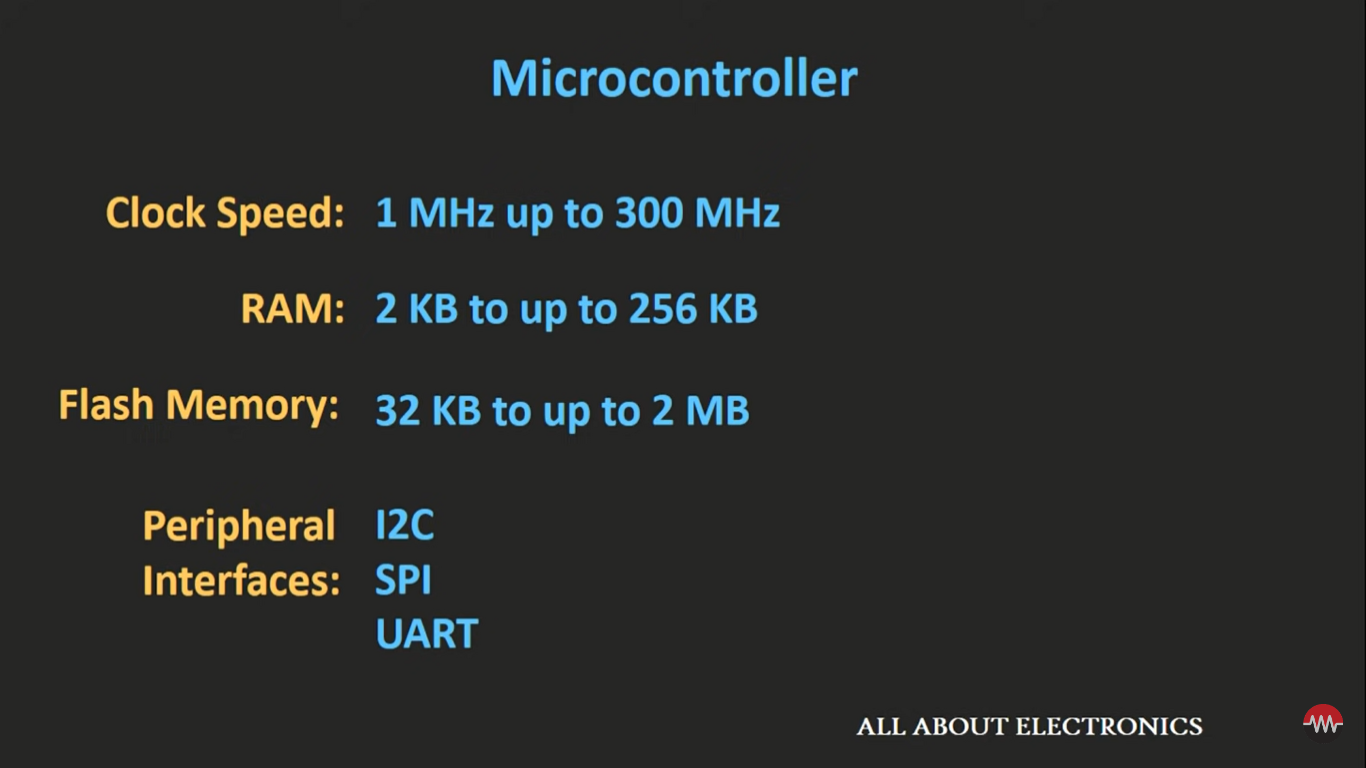 Microcontroller
Clock Speed: 1 MHz up to 300 MHz
RAM: 2 KB to up to 256 KB
Flash Memory: 32 KB to up to 2 MB
Peripheral I2C
Interfaces: SPI
UART
ALL ABOUT ELECTRONICS